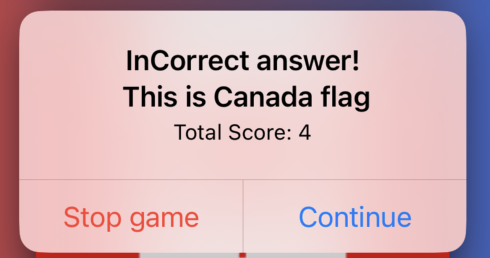 InCorrect answer!
This is Canada flag
Total Score: 4
Stop game
Continue